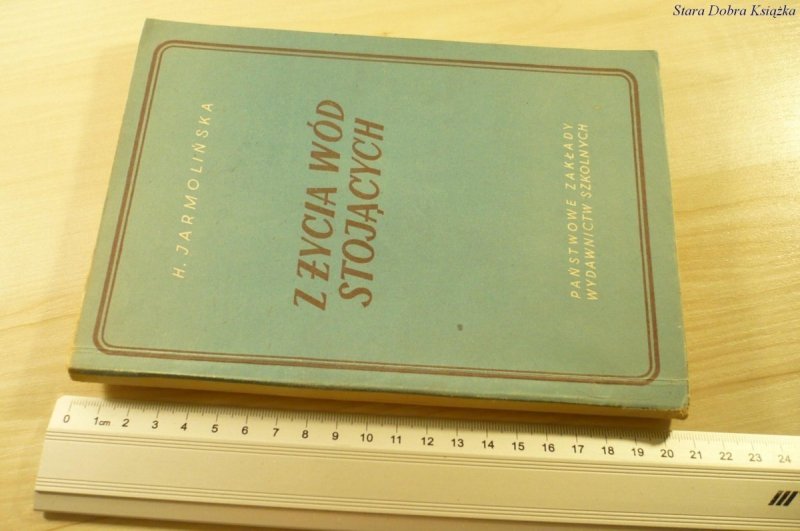 Stara Dobra Książka
H. JARMOLIŃSKA
Z ŻYCIA WÓD
STOJĄCYCH
PAŃSTWOWE ZAKŁADY
WYDAWNICTW SZKOLNYCH
0 1cm 2 3 4 5 6 7 8 9 10 11 12 13 14 15 16 17 18 19 20 21 22 23 24